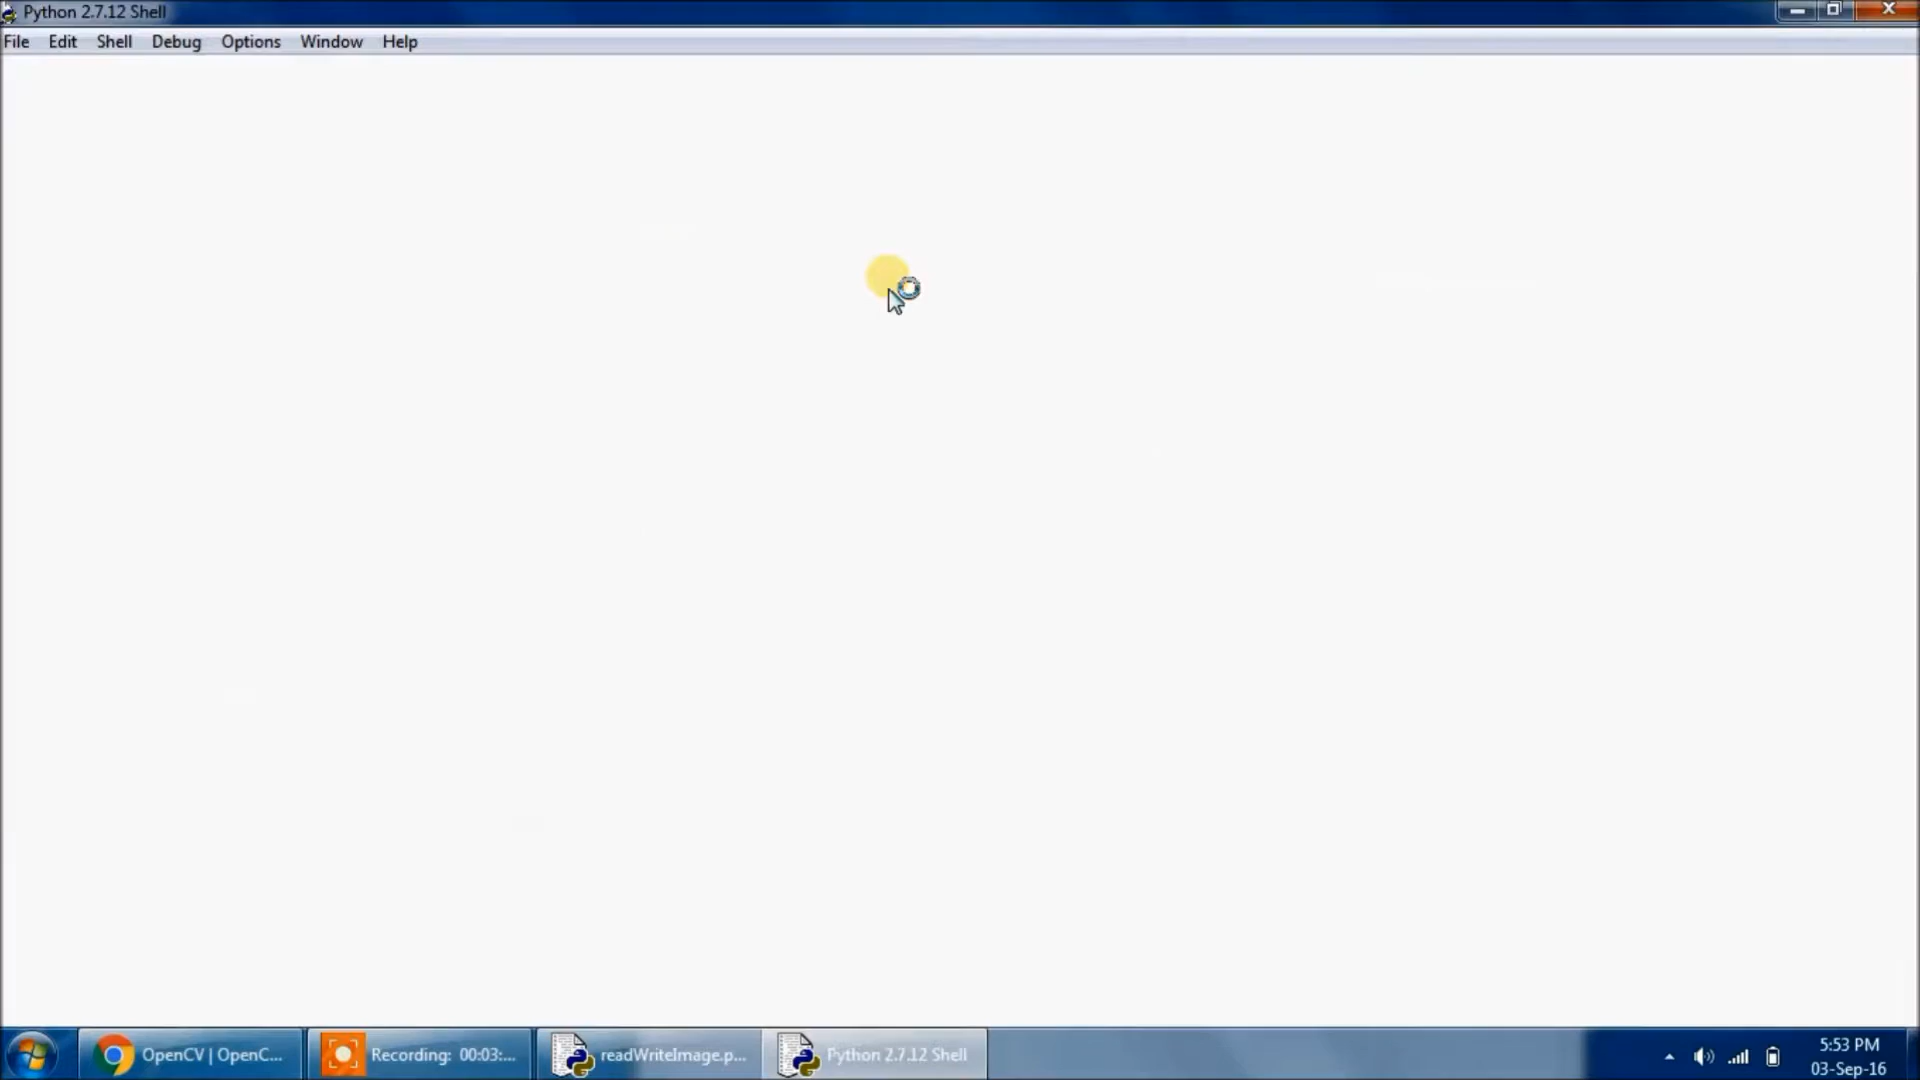 Python 2.7.12 Shell
File Edit Shell Debug Options Window Help
OpenCV | OpenC...
Recording: 00:03:...
readWriteImage.p...
Python 2.7.12 Shell
5:53 PM
03-Sep-16